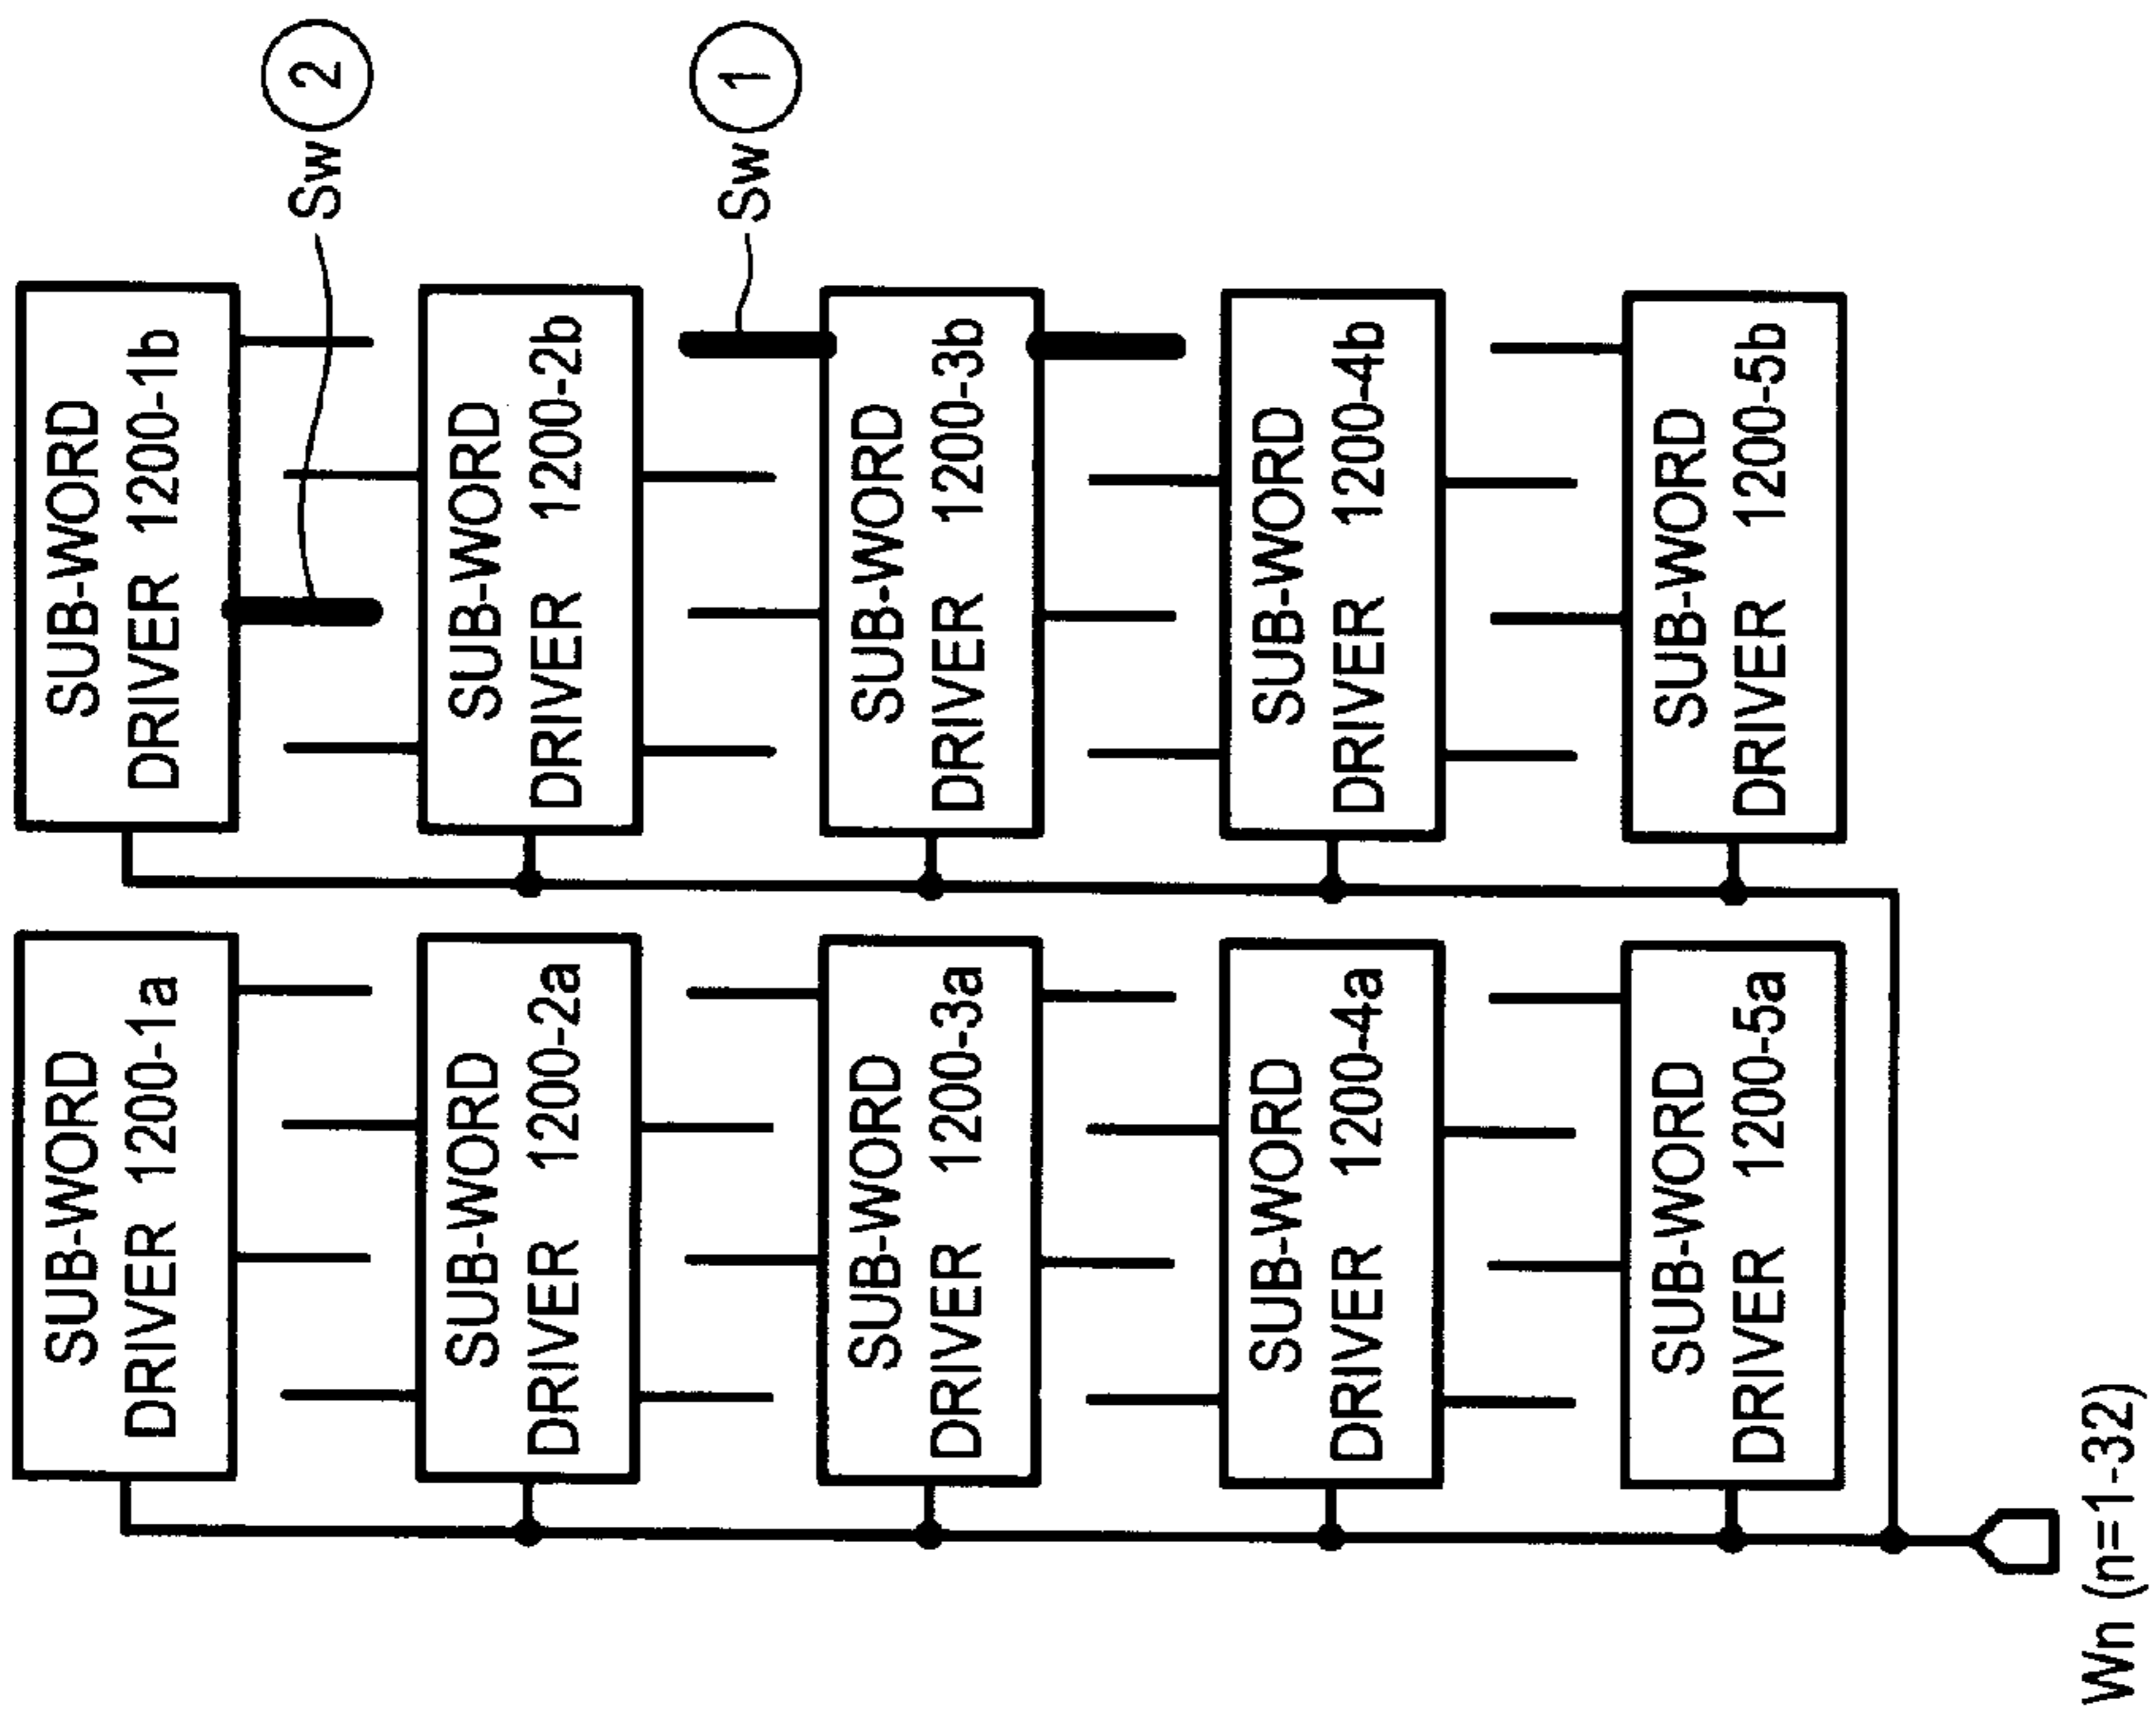 SUB-WORD
DRIVER 1200-1a
SUB-WORD
DRIVER 1200-1b
Sw 2
SUB-WORD
DRIVER 1200-2a
SUB-WORD
DRIVER 1200-2b
Sw 1
SUB-WORD
DRIVER 1200-3a
SUB-WORD
DRIVER 1200-3b
SUB-WORD
DRIVER 1200-4a
SUB-WORD
DRIVER 1200-4b
SUB-WORD
DRIVER 1200-5a
SUB-WORD
DRIVER 1200-5b
Wn (n=1-32)